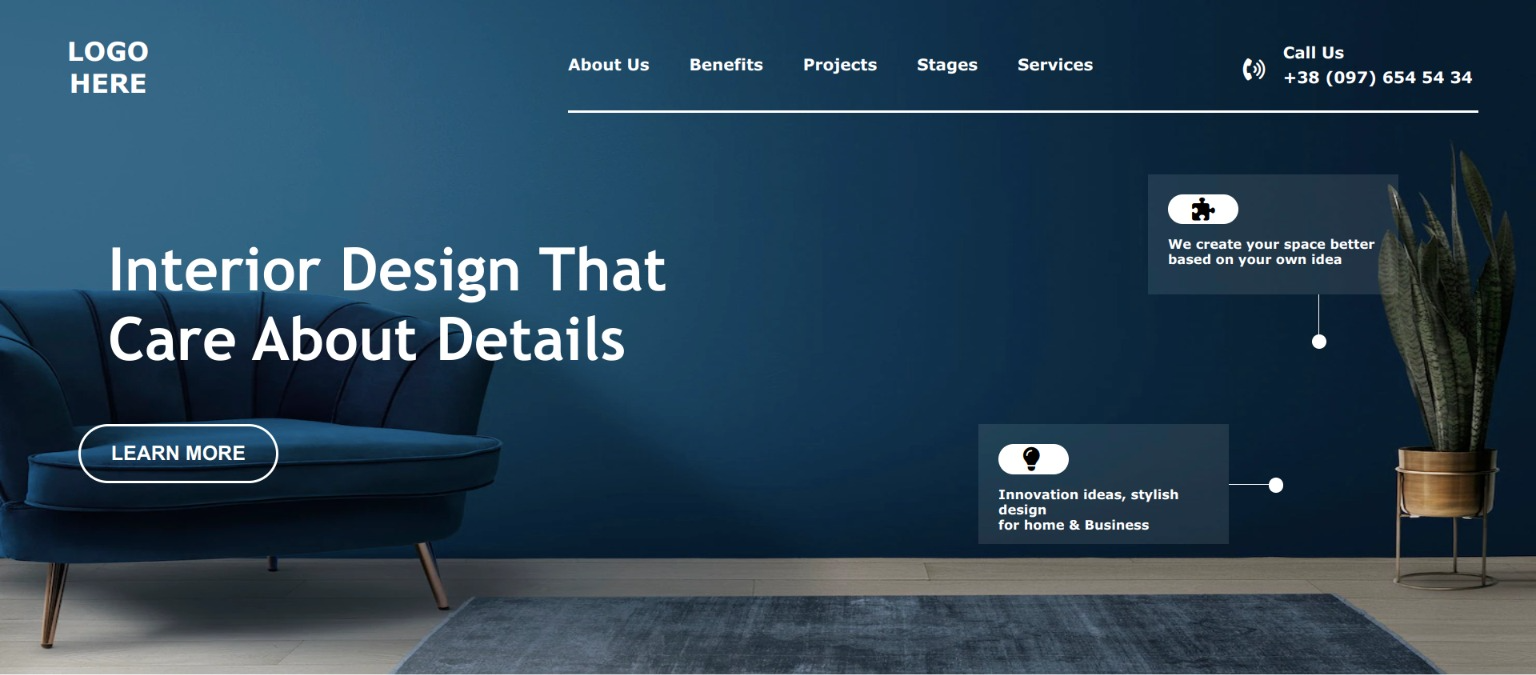 LOGO
HERE
About Us Benefits Projects Stages Services
Call Us
+38 (097) 654 54 34
We create your space better
based on your own idea
Interior Design That
Care About Details
LEARN MORE
Innovation ideas, stylish
design
for home & Business